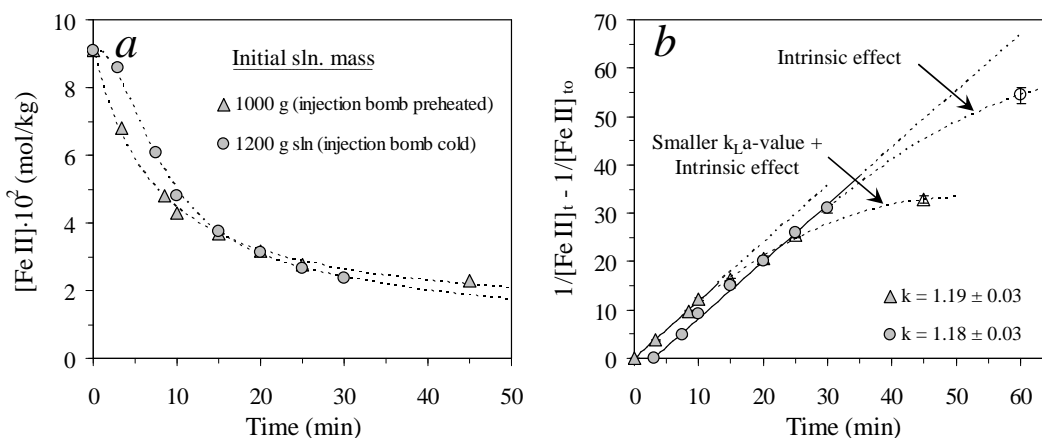 a
Initial sln. mass
1000 g (injection bomb preheated)
1200 g sln (injection bomb cold)
[Fe II]·10² (mol/kg)
10
8
6
4
2
0
0 10 20 30 40 50
Time (min)
b
Intrinsic effect
Smaller kLa-value +
Intrinsic effect
k = 1.19 ± 0.03
k = 1.18 ± 0.03
1/[Fe II]t - 1/[Fe II]to
70
60
50
40
30
20
10
0
0 10 20 30 40 50 60
Time (min)